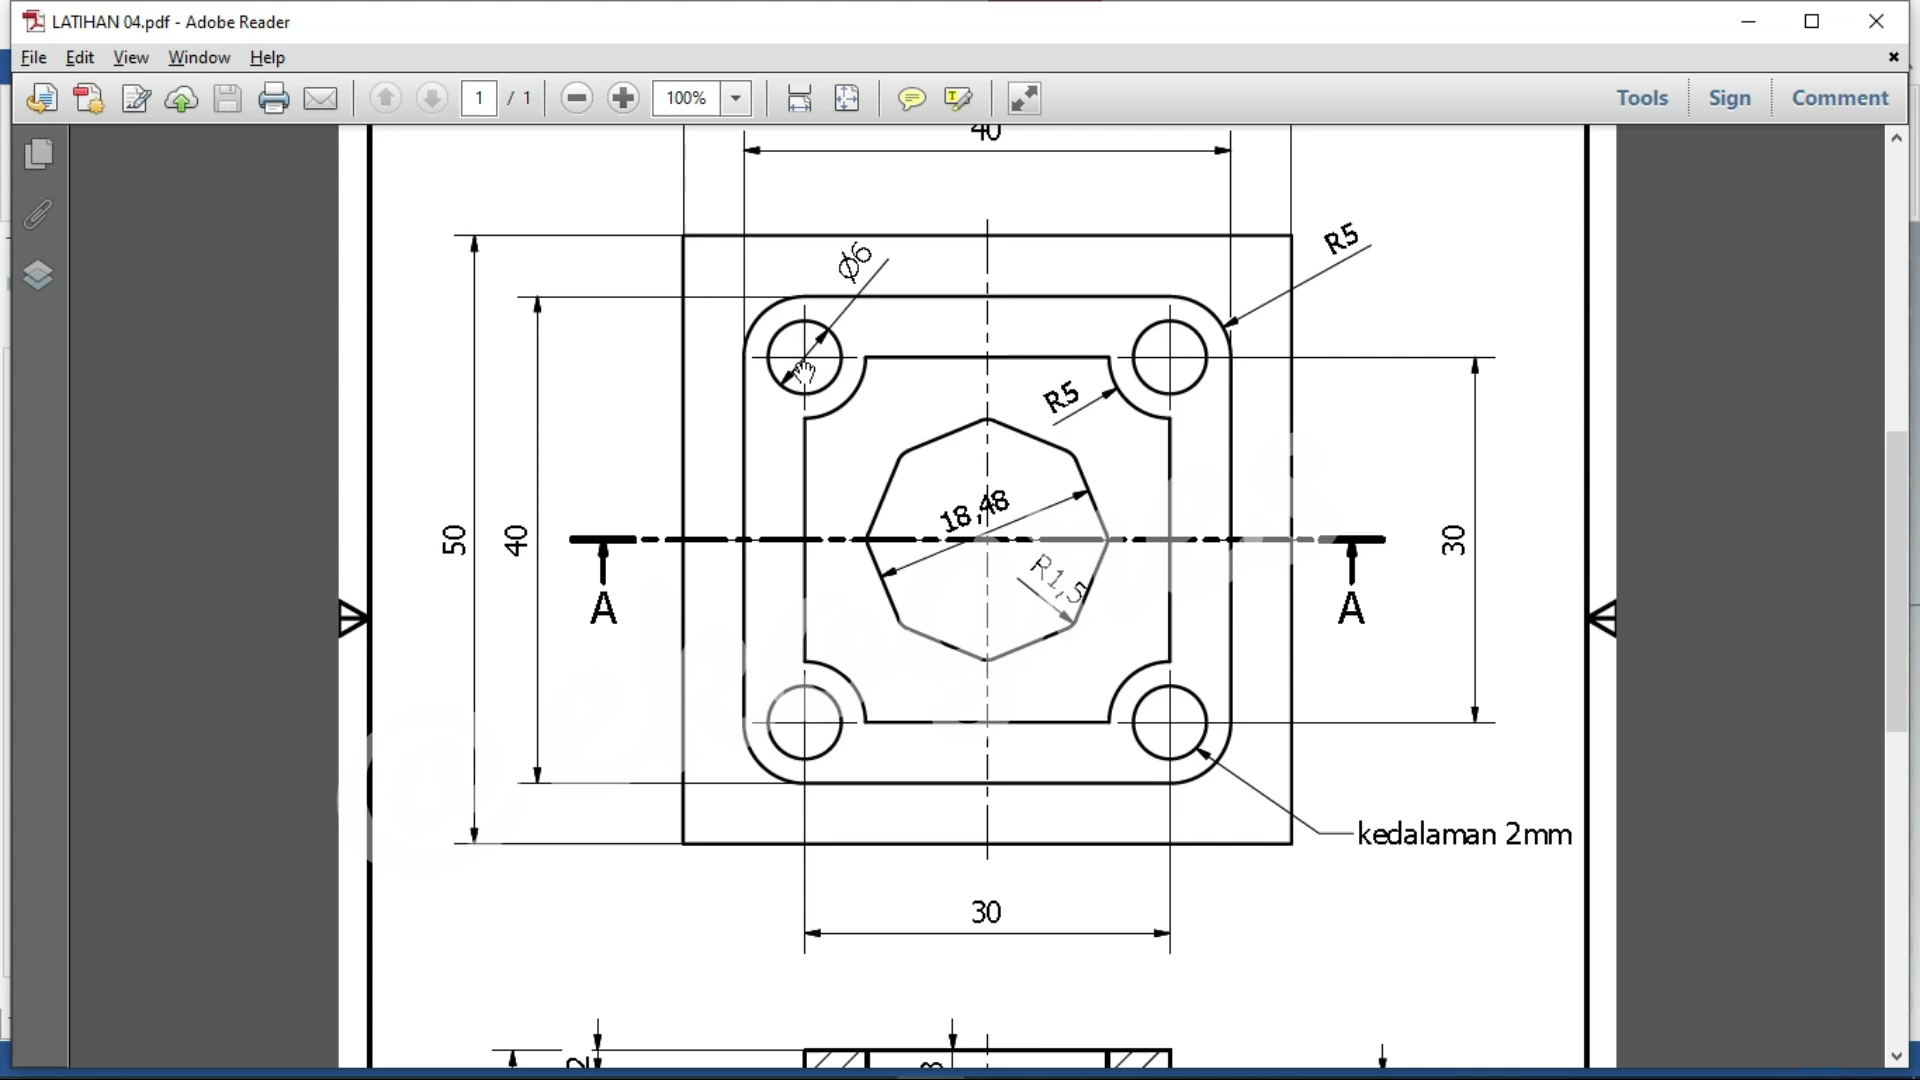 LATIHAN 04.pdf - Adobe Reader
File Edit View Window Help
1 / 1 100% Tools Sign Comment
40
R5
Ø6
R5
18,48
50
40
30
R1,5
A A
kedalaman 2mm
30
2